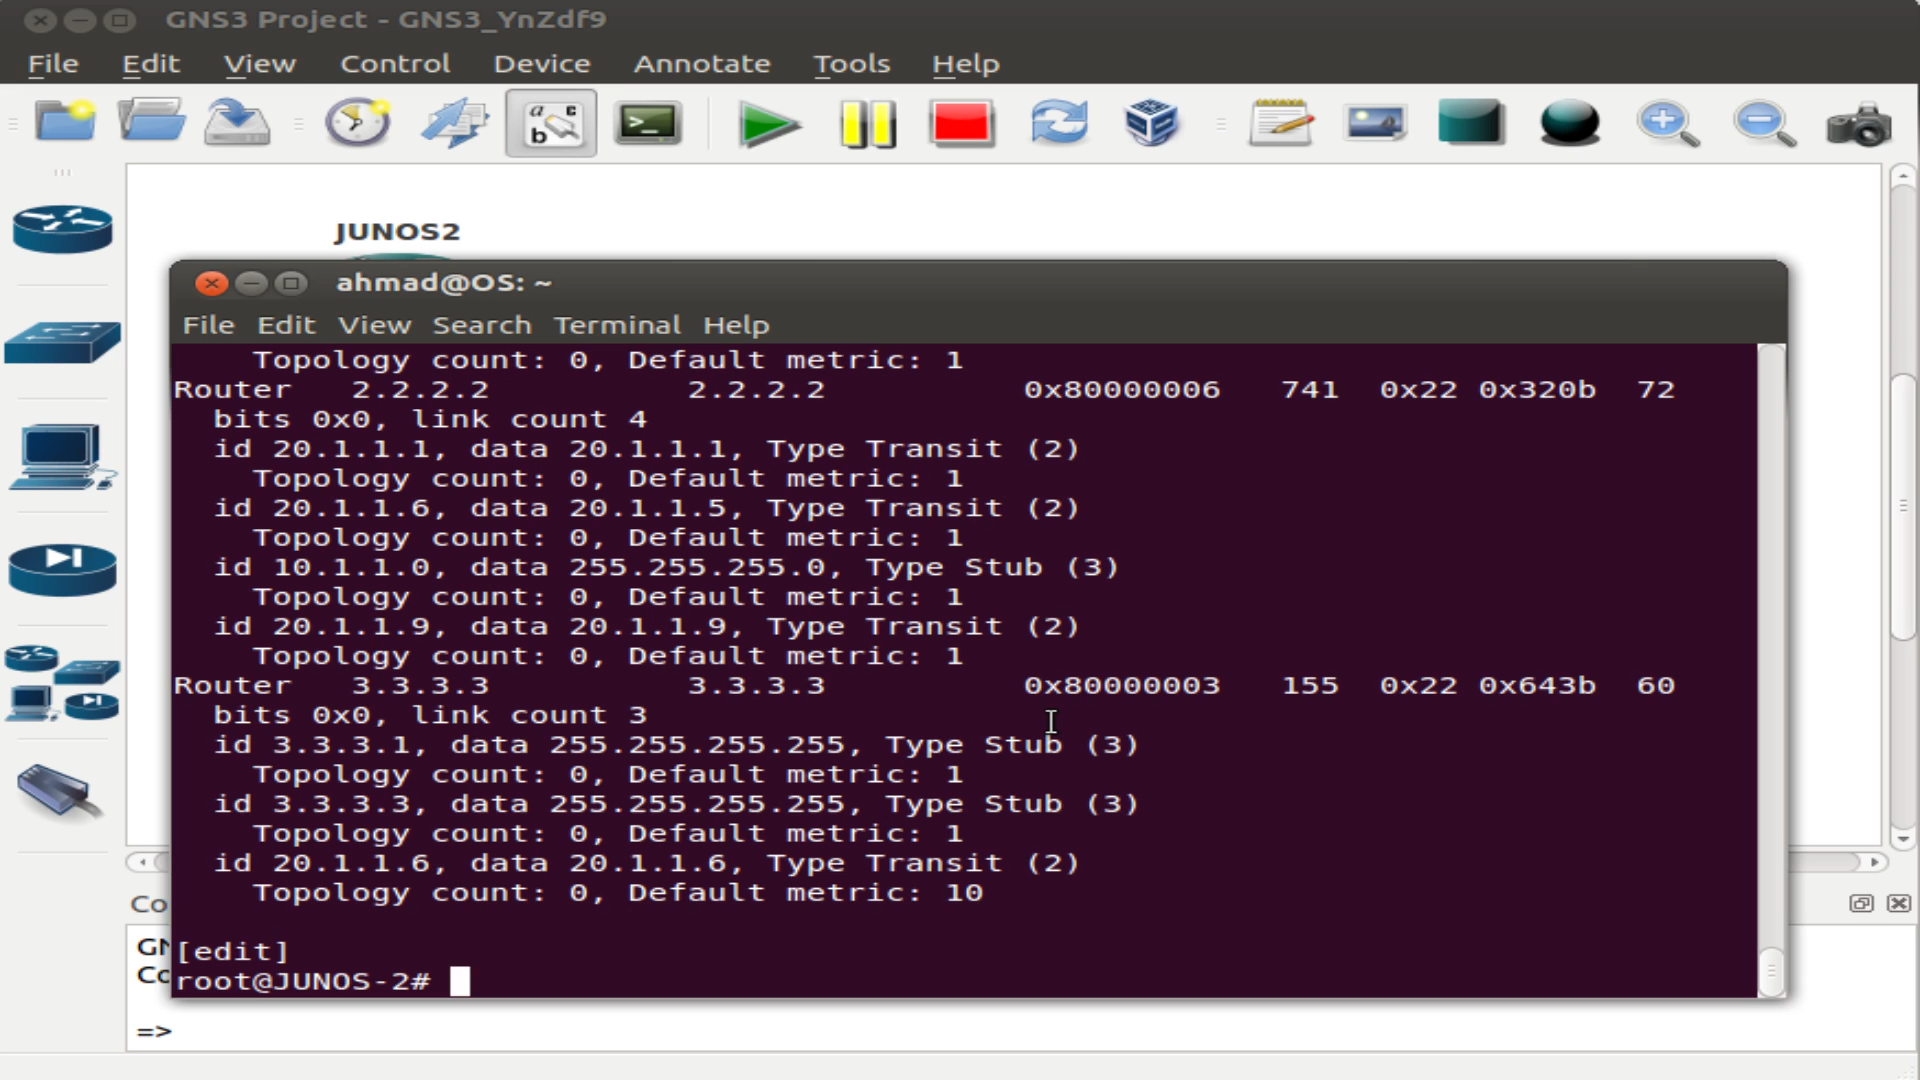 GNS3 Project - GNS3_YnZdf9
File Edit View Control Device Annotate Tools Help
JUNOS2
ahmad@OS: ~
File Edit View Search Terminal Help
Topology count: 0, Default metric: 1
Router 2.2.2.2 2.2.2.2 0x80000006 741 0x22 0x320b 72
bits 0x0, link count 4
id 20.1.1.1, data 20.1.1.1, Type Transit (2)
Topology count: 0, Default metric: 1
id 20.1.1.6, data 20.1.1.5, Type Transit (2)
Topology count: 0, Default metric: 1
id 10.1.1.0, data 255.255.255.0, Type Stub (3)
Topology count: 0, Default metric: 1
id 20.1.1.9, data 20.1.1.9, Type Transit (2)
Topology count: 0, Default metric: 1
Router 3.3.3.3 3.3.3.3 0x80000003 155 0x22 0x643b 60
bits 0x0, link count 3
id 3.3.3.1, data 255.255.255.255, Type Stub (3)
Topology count: 0, Default metric: 1
id 3.3.3.3, data 255.255.255.255, Type Stub (3)
Topology count: 0, Default metric: 1
id 20.1.1.6, data 20.1.1.6, Type Transit (2)
Topology count: 0, Default metric: 10
[edit]
root@JUNOS-2#
=>